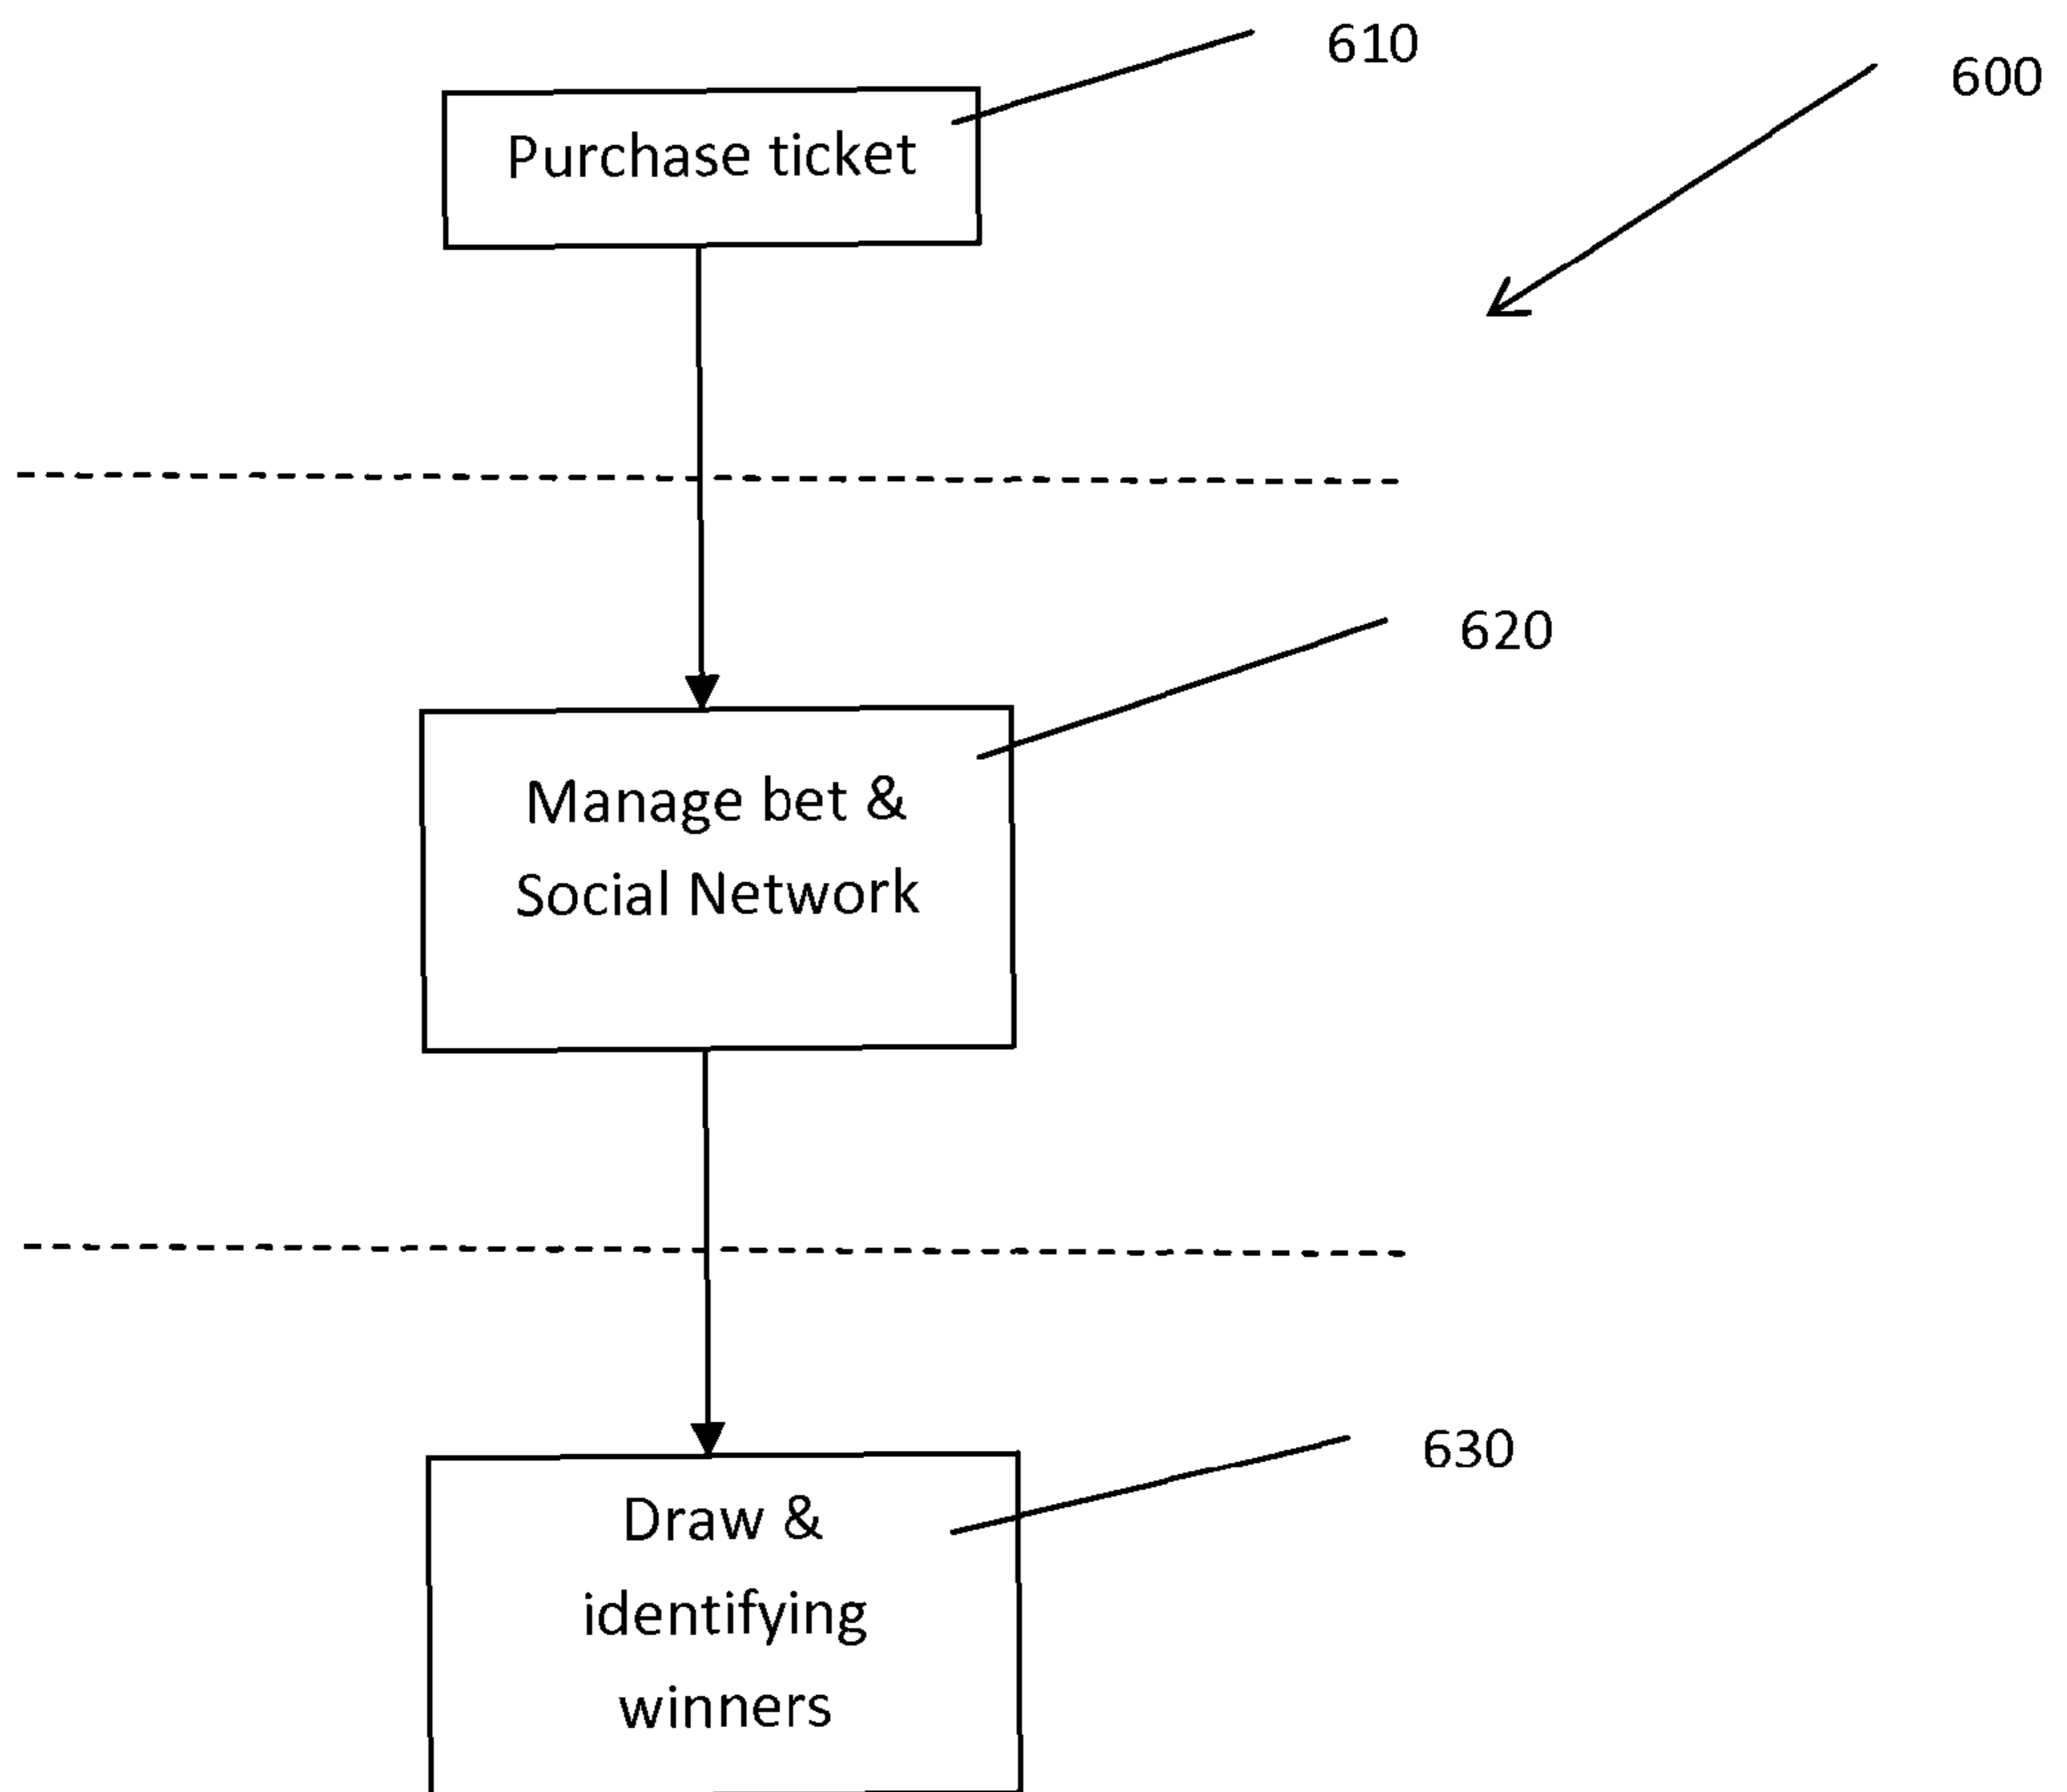 610
600
Purchase ticket
620
Manage bet &
Social Network
630
Draw &
identifying
winners